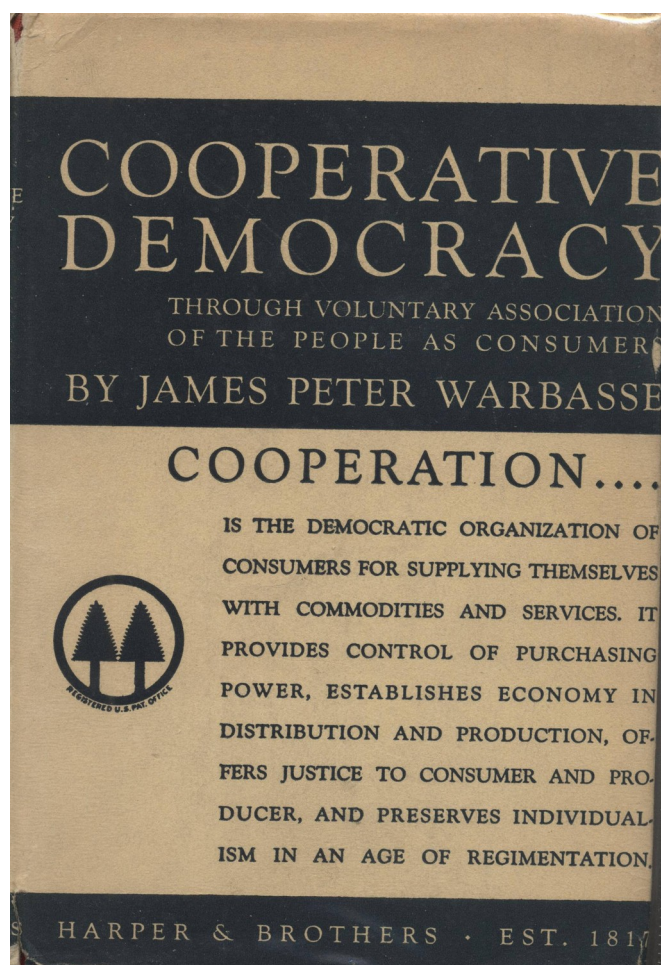 COOPERATIVE
DEMOCRACY
THROUGH VOLUNTARY ASSOCIATION
OF THE PEOPLE AS CONSUMERS
BY JAMES PETER WARBASSE
COOPERATION....
IS THE DEMOCRATIC ORGANIZATION OF
CONSUMERS FOR SUPPLYING THEMSELVES
WITH COMMODITIES AND SERVICES. IT
PROVIDES CONTROL OF PURCHASING
POWER, ESTABLISHES ECONOMY IN
DISTRIBUTION AND PRODUCTION, OF-
FERS JUSTICE TO CONSUMER AND PRO-
DUCER, AND PRESERVES INDIVIDUAL-
ISM IN AN AGE OF REGIMENTATION.
REGISTERED U.S. PAT. OFFICE
HARPER & BROTHERS · EST. 1817